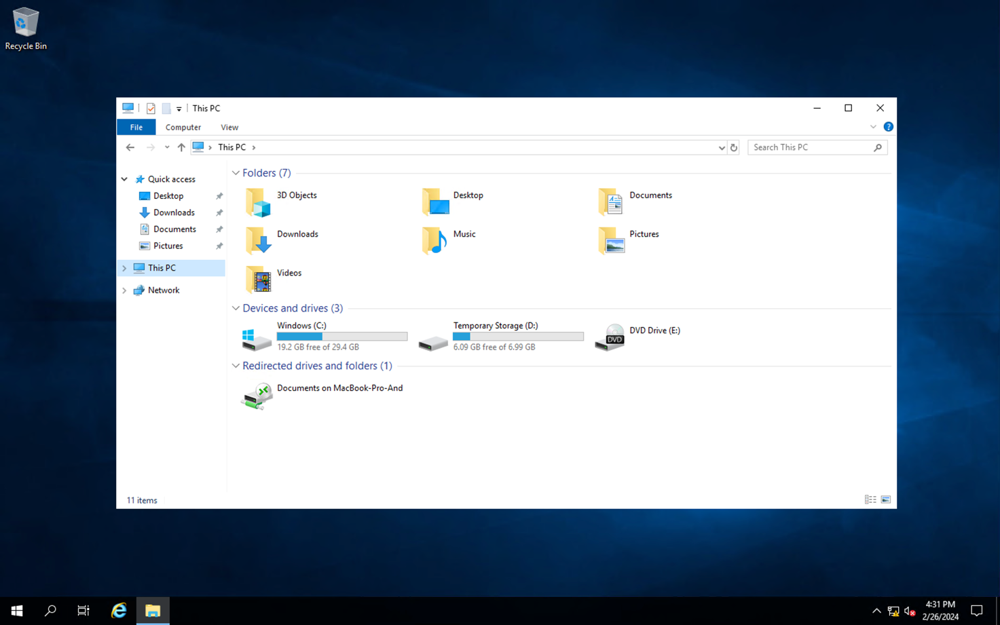 Recycle Bin
This PC
File
Computer
View
This PC
Search This PC
Quick access
Desktop
Downloads
Documents
Pictures
This PC
Network
Folders (7)
3D Objects
Desktop
Documents
Downloads
Music
Pictures
Videos
Devices and drives (3)
Windows (C:)
19.2 GB free of 29.4 GB
Temporary Storage (D:)
6.09 GB free of 6.99 GB
DVD
DVD Drive (E:)
Redirected drives and folders (1)
Documents on MacBook-Pro-And
11 items
4:31 PM
2/26/2024